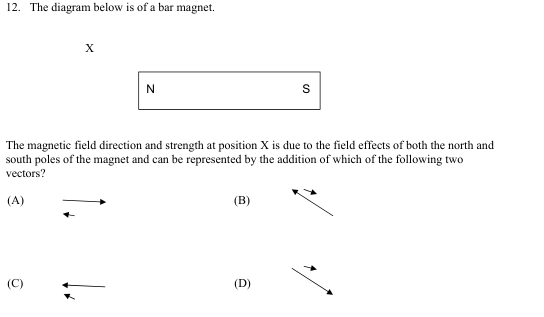 12. The diagram below is of a bar magnet.
X
N S
The magnetic field direction and strength at position X is due to the field effects of both the north and
south poles of the magnet and can be represented by the addition of which of the following two
vectors?
(A) (B)
(C) (D)